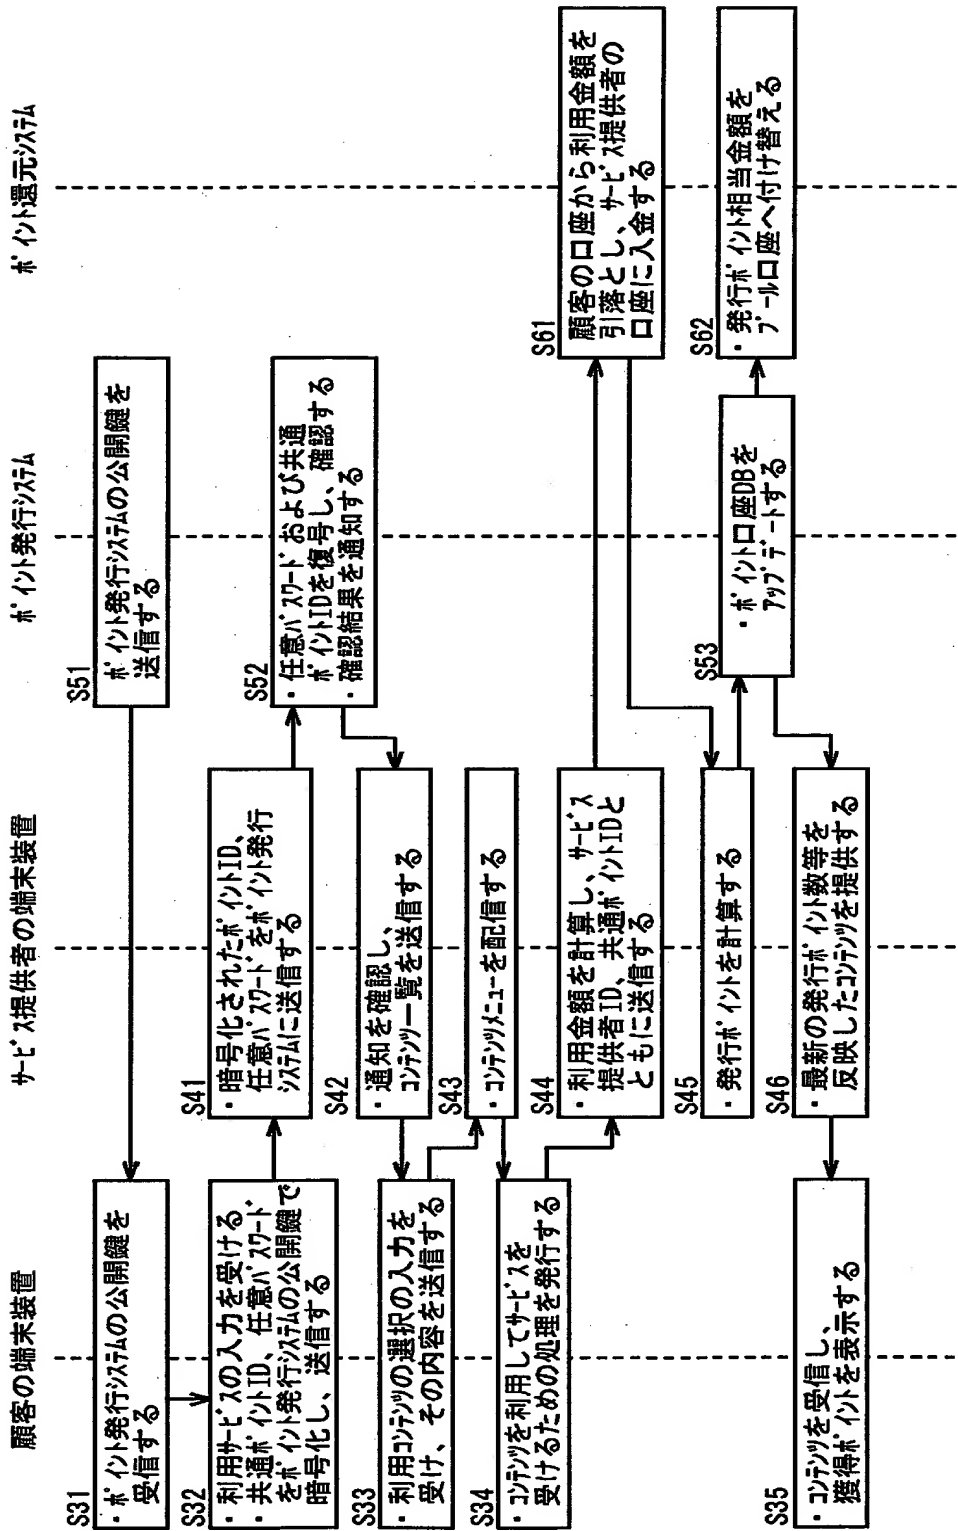 顧客の端末装置
サービス提供者の端末装置
ポイント発行システム
ポイント還元システム
S31
・ポイント発行システムの公開鍵を
受信する
S51
ポイント発行システムの公開鍵を
送信する
S32
・利用サービスの入力を受ける
・共通ポイントID、任意パスワード
をポイント発行システムの公開鍵で
暗号化し、送信する
S41
・暗号化されたポイントID、
任意パスワードをポイント発行
システムに送信する
S52
・任意パスワードおよび共通
ポイントIDを復号し、確認する
・確認結果を通知する
S42
・通知を確認し、
コンテンツ一覧を送信する
S33
・利用コンテンツの選択の入力を
受け、その内容を送信する
S43
・コンテンツメニューを配信する
S34
・コンテンツを利用してサービスを
受けるための処理を発行する
S44
・利用金額を計算し、サービス
提供者ID、共通ポイントIDと
ともに送信する
S61
顧客の口座から利用金額を
引落とし、サービス提供者の
口座に入金する
S45
・発行ポイントを計算する
S53
・ポイント口座DBを
アップデートする
S62
・発行ポイント相当金額を
プール口座へ付け替える
S46
・最新の発行ポイント数等を
反映したコンテンツを提供する
S35
・コンテンツを受信し、
獲得ポイントを表示する